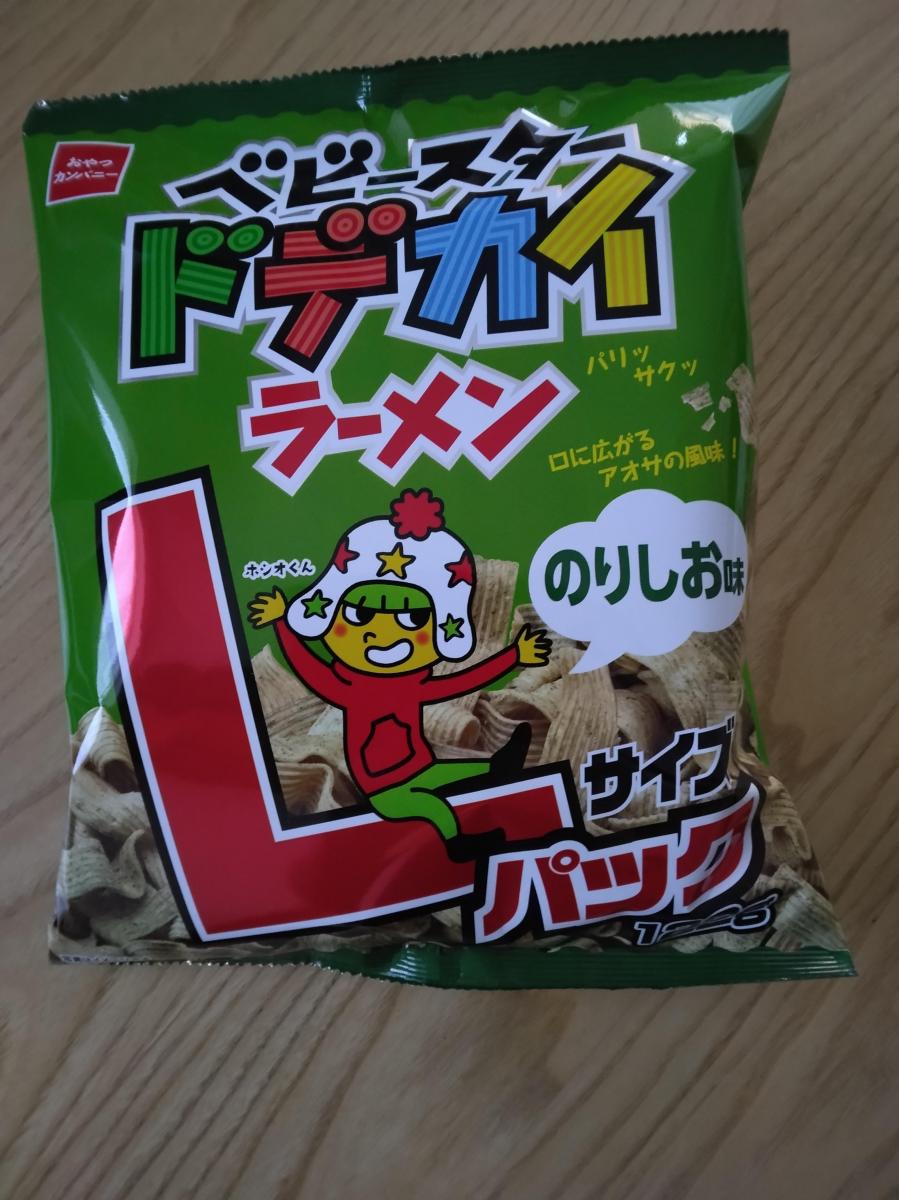 おやつ
カンパニー
ベビースター
ドデカイ
ラーメン
パリッ
サクッ
口に広がる
アオサの風味!
ホシオくん
のりしお味
L
サイズ
パック